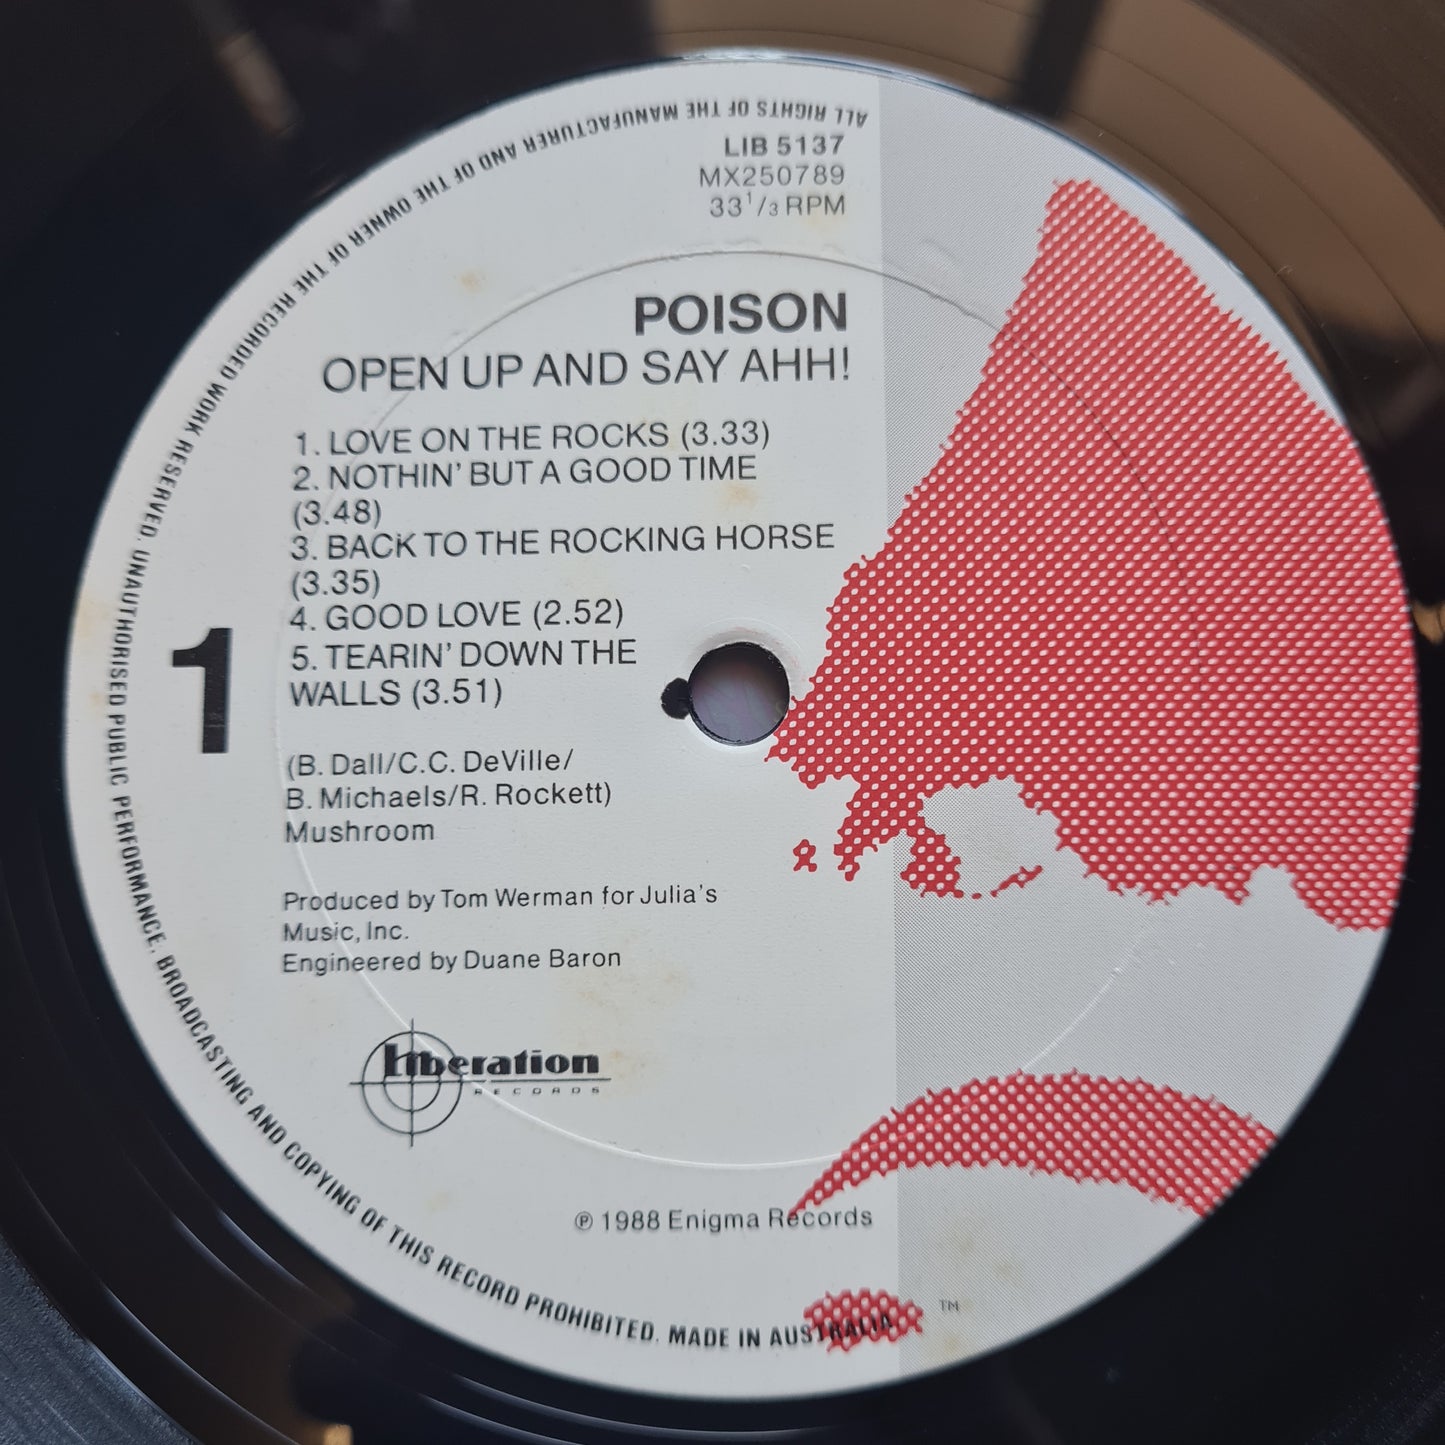 ALL RIGHTS OF THE MANUFACTURER AND OF THE OWNER OF THE RECORDED WORK RESERVED. UNAUTHORISED PUBLIC PERFORMANCE, BROADCASTING AND COPYING OF THIS RECORD PROHIBITED. MADE IN AUSTRALIA.
LIB 5137
MX250789
33 1/3 RPM
POISON
OPEN UP AND SAY AHH!
1. LOVE ON THE ROCKS (3.33)
2. NOTHIN' BUT A GOOD TIME
(3.48)
3. BACK TO THE ROCKING HORSE
(3.35)
4. GOOD LOVE (2.52)
5. TEARIN' DOWN THE
WALLS (3.51)
1
(B. Dall/C.C. DeVille/
B. Michaels/R. Rockett)
Mushroom
Produced by Tom Werman for Julia's
Music, Inc.
Engineered by Duane Baron
Liberation
RECORDS
℗ 1988 Enigma Records
TM